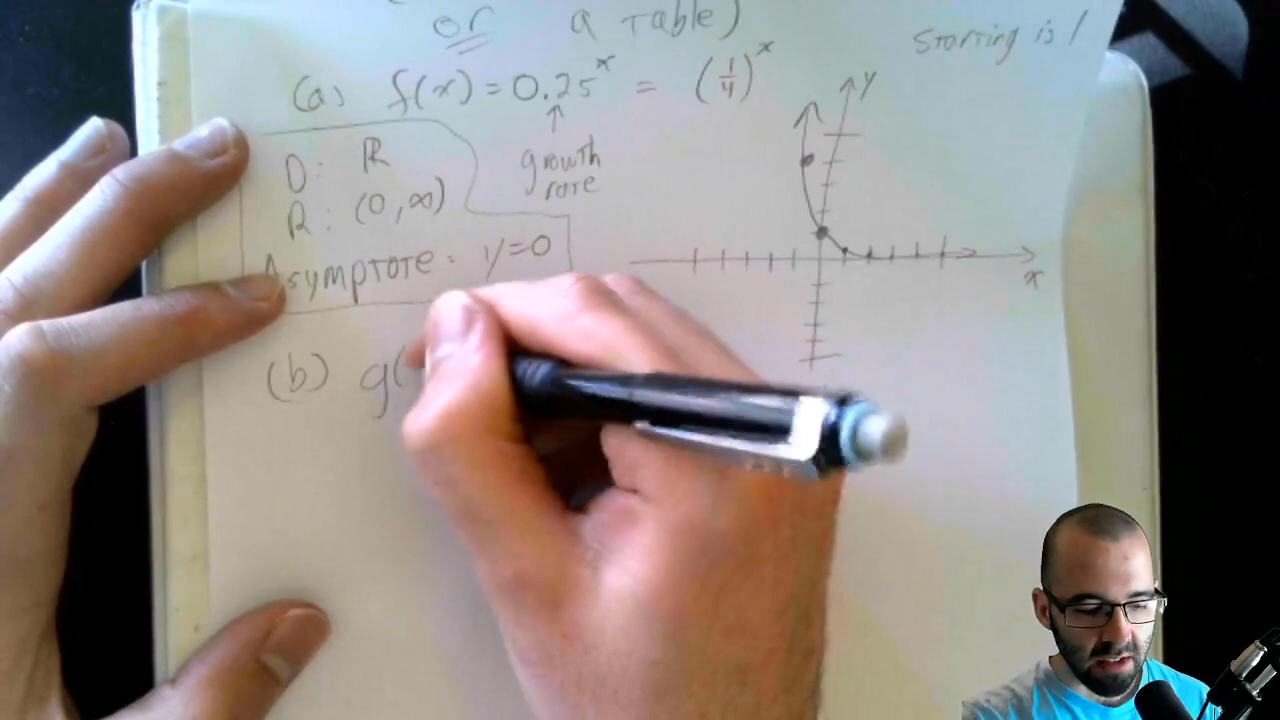 or a table)
Starting is 1
(a) f(x) = 0.25^x = (1/4)^x
↑
growth
rate
D: ℝ
R: (0,∞)
Asymptote: y=0
y
x
(b) g(